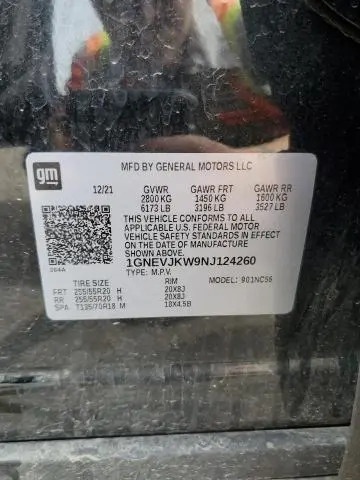 gm
MFD BY GENERAL MOTORS LLC
12/21 GVWR GAWR FRT GAWR RR
2800 KG 1450 KG 1600 KG
6173 LB 3196 LB 3527 LB
THIS VEHICLE CONFORMS TO ALL
APPLICABLE U.S. FEDERAL MOTOR
VEHICLE SAFETY STANDARDS IN EFFECT
ON THE DATE OF MANUFACTURE
SHOWN ABOVE.
1GNEVJKW9NJ124260
TYPE: M.P.V. MODEL: 901NC56
TIRE SIZE RIM
FRT 255/55R20 H 20X8J
RR 255/55R20 H 20X8J
SPA T135/70R18 M 18X4.5B